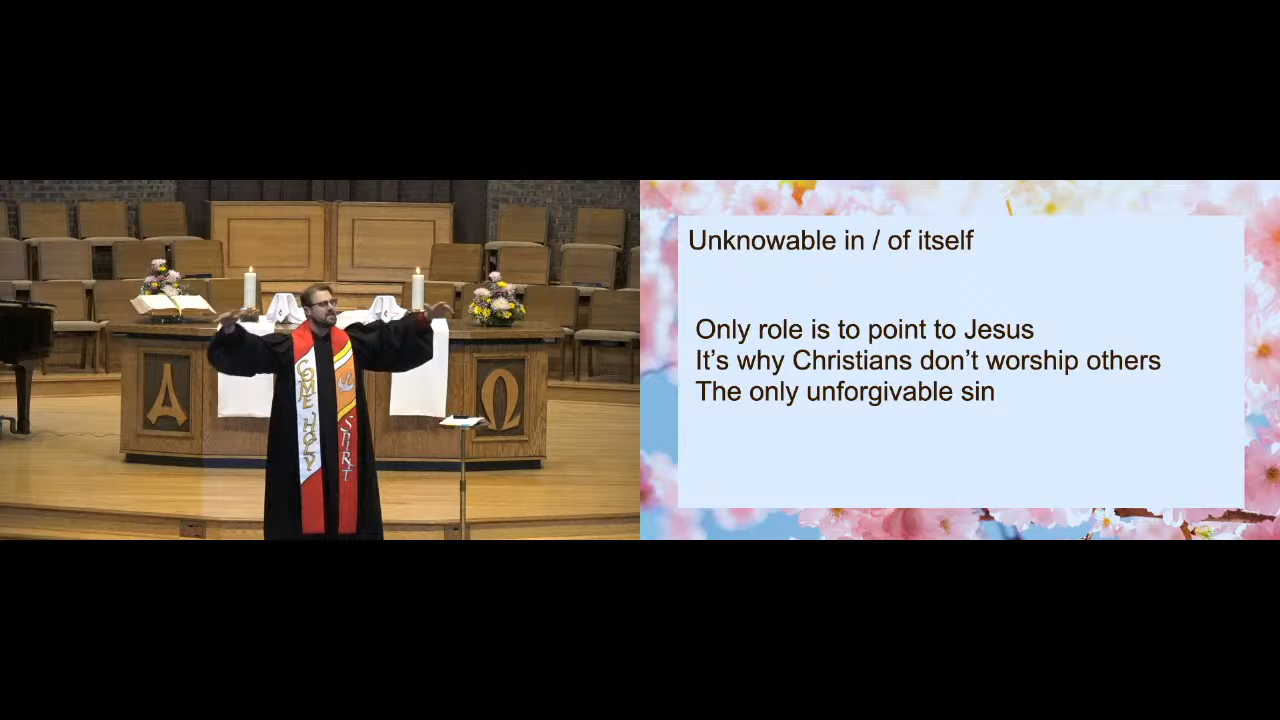 Unknowable in / of itself
Only role is to point to Jesus
It's why Christians don't worship others
The only unforgivable sin
COME HOLY
SPIRIT
Α
Ω